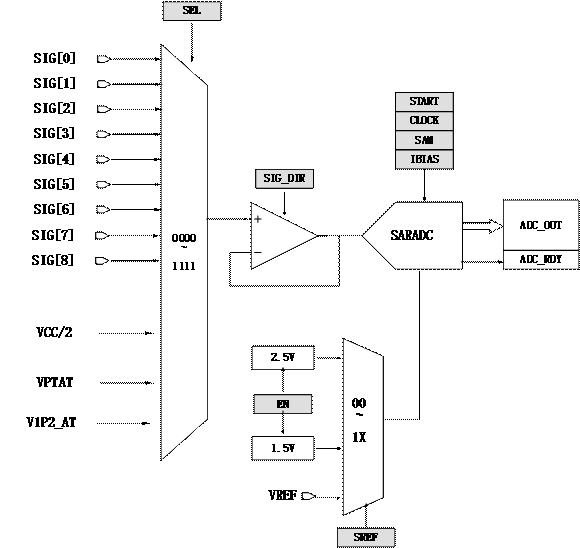 SEL
SIG[0]
SIG[1]
SIG[2]
SIG[3]
SIG[4]
SIG[5]
SIG[6]
SIG[7]
SIG[8]
VCC/2
VPTAT
V1P2_AT
0000
~
1111
SIG_DIR
+
−
START
CLOCK
SAM
IBIAS
SARADC
ADC_OUT
ADC_RDY
2.5V
EN
1.5V
VREF
00
~
1X
SREF